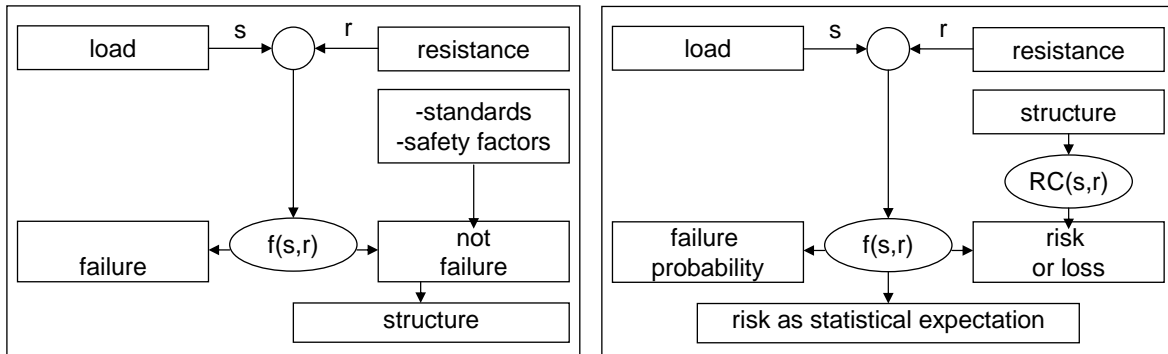 load
s
r
resistance
-standards
-safety factors
failure
f(s,r)
not
failure
structure
load
s
r
resistance
structure
RC(s,r)
failure
probability
f(s,r)
risk
or loss
risk as statistical expectation